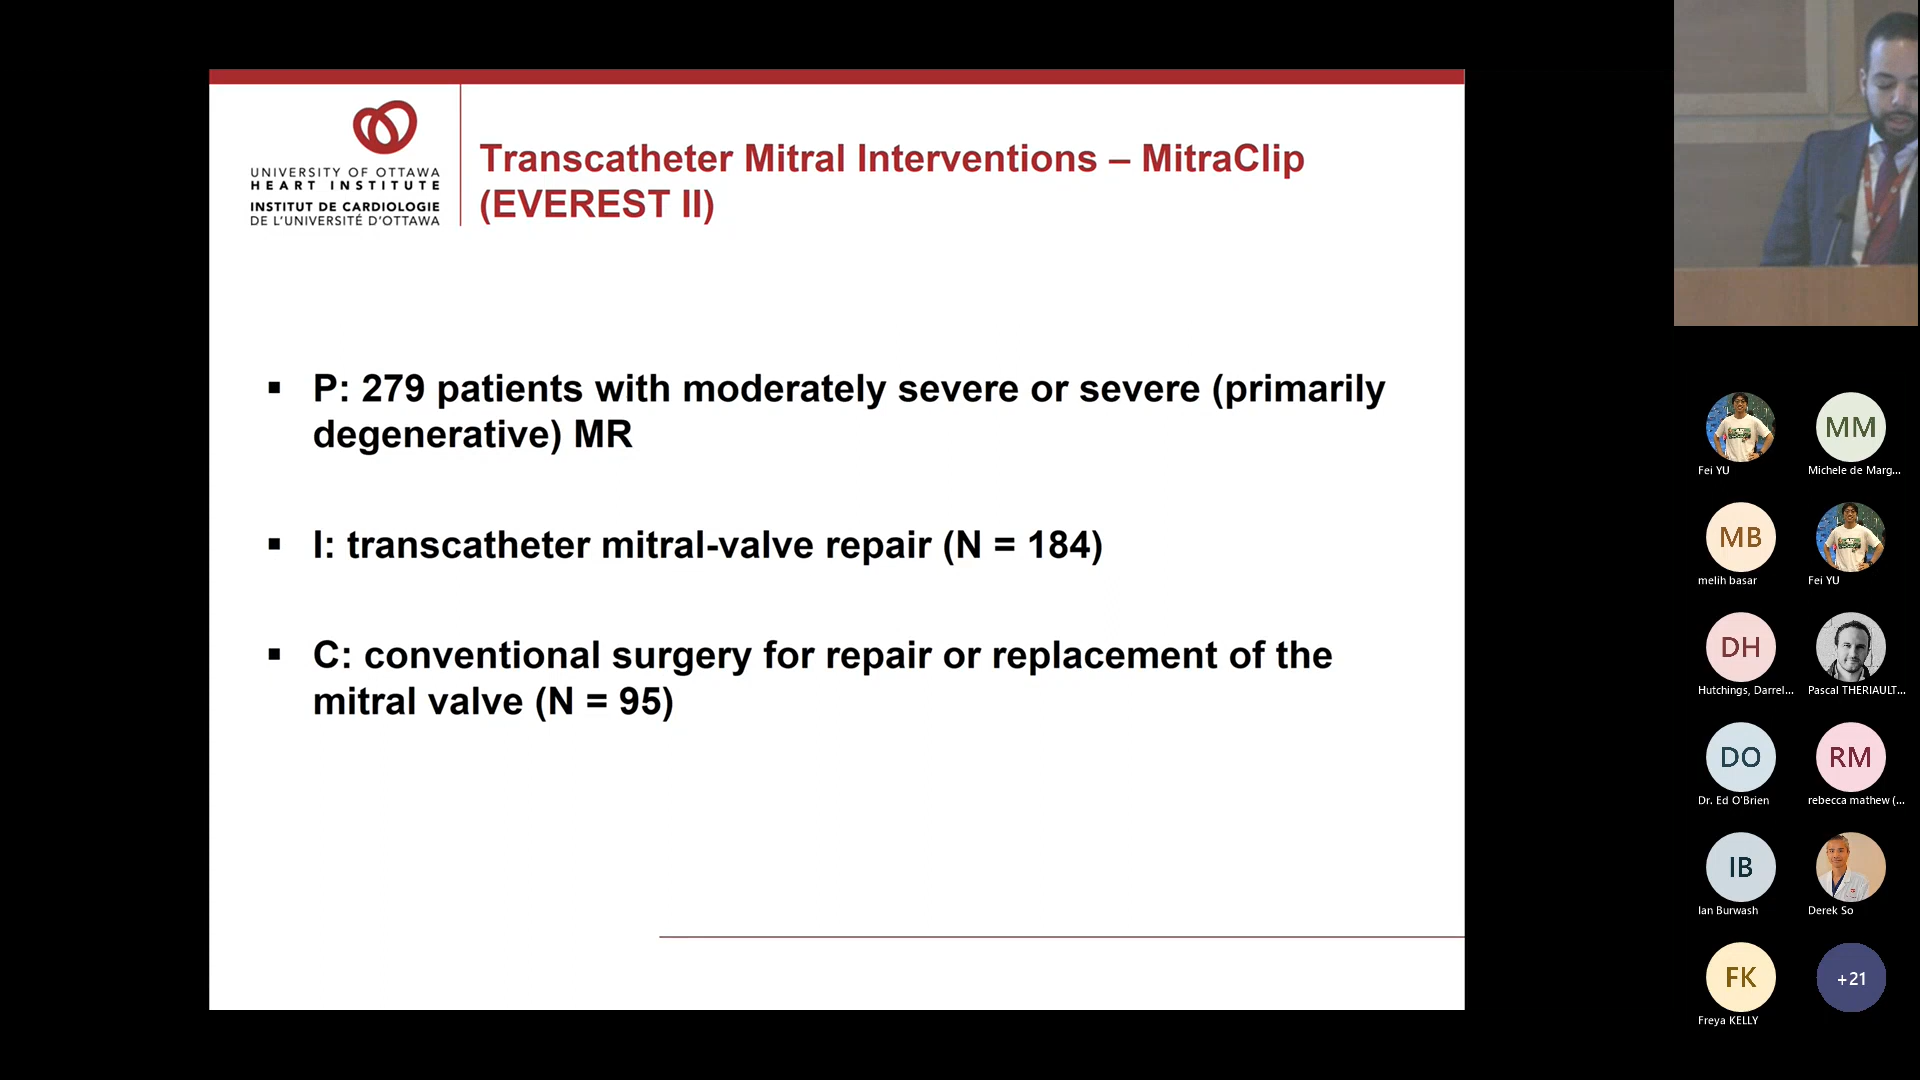 UNIVERSITY OF OTTAWA
HEART INSTITUTE
INSTITUT DE CARDIOLOGIE
DE L'UNIVERSITÉ D'OTTAWA
Transcatheter Mitral Interventions – MitraClip
(EVEREST II)
▪ P: 279 patients with moderately severe or severe (primarily
degenerative) MR
▪ I: transcatheter mitral-valve repair (N = 184)
▪ C: conventional surgery for repair or replacement of the
mitral valve (N = 95)
MM
Fei YU
Michele de Marg...
MB
melih basar
Fei YU
DH
Hutchings, Darrel...
Pascal THERIAULT...
DO
RM
Dr. Ed O'Brien
rebecca mathew (...
IB
Ian Burwash
Derek So
FK
+21
Freya KELLY